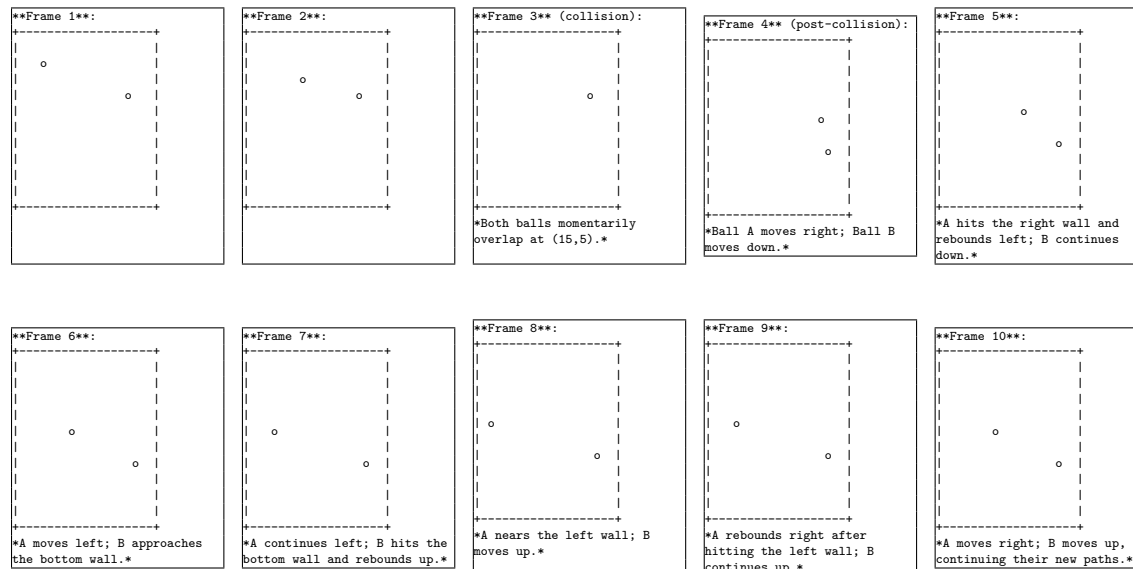 **Frame 1**:
**Frame 2**:
**Frame 3** (collision):
*Both balls momentarily
overlap at (15,5).*
**Frame 4** (post-collision):
*Ball A moves right; Ball B
moves down.*
**Frame 5**:
*A hits the right wall and
rebounds left; B continues
down.*
**Frame 6**:
*A moves left; B approaches
the bottom wall.*
**Frame 7**:
*A continues left; B hits the
bottom wall and rebounds up.*
**Frame 8**:
*A nears the left wall; B
moves up.*
**Frame 9**:
*A rebounds right after
hitting the left wall; B
continues up.*
**Frame 10**:
*A moves right; B moves up,
continuing their new paths.*